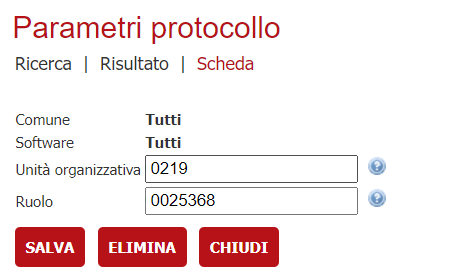 Parametri protocollo
Ricerca | Risultato | Scheda
Comune Tutti
Software Tutti
Unità organizzativa 0219 ?
Ruolo 0025368 ?
SALVA ELIMINA CHIUDI